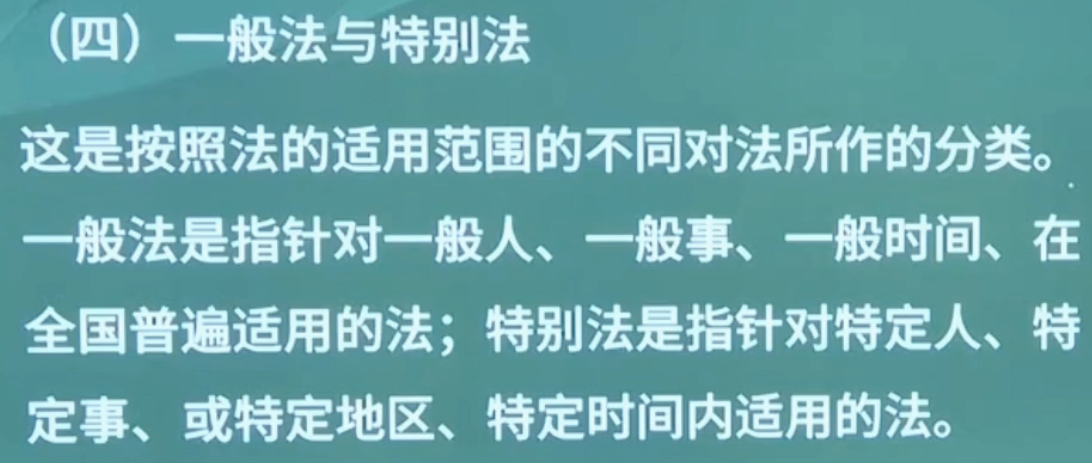 （四）一般法与特别法
这是按照法的适用范围的不同对法所作的分类。
一般法是指针对一般人、一般事、一般时间、在
全国普遍适用的法；特别法是指针对特定人、特
定事、或特定地区、特定时间内适用的法。